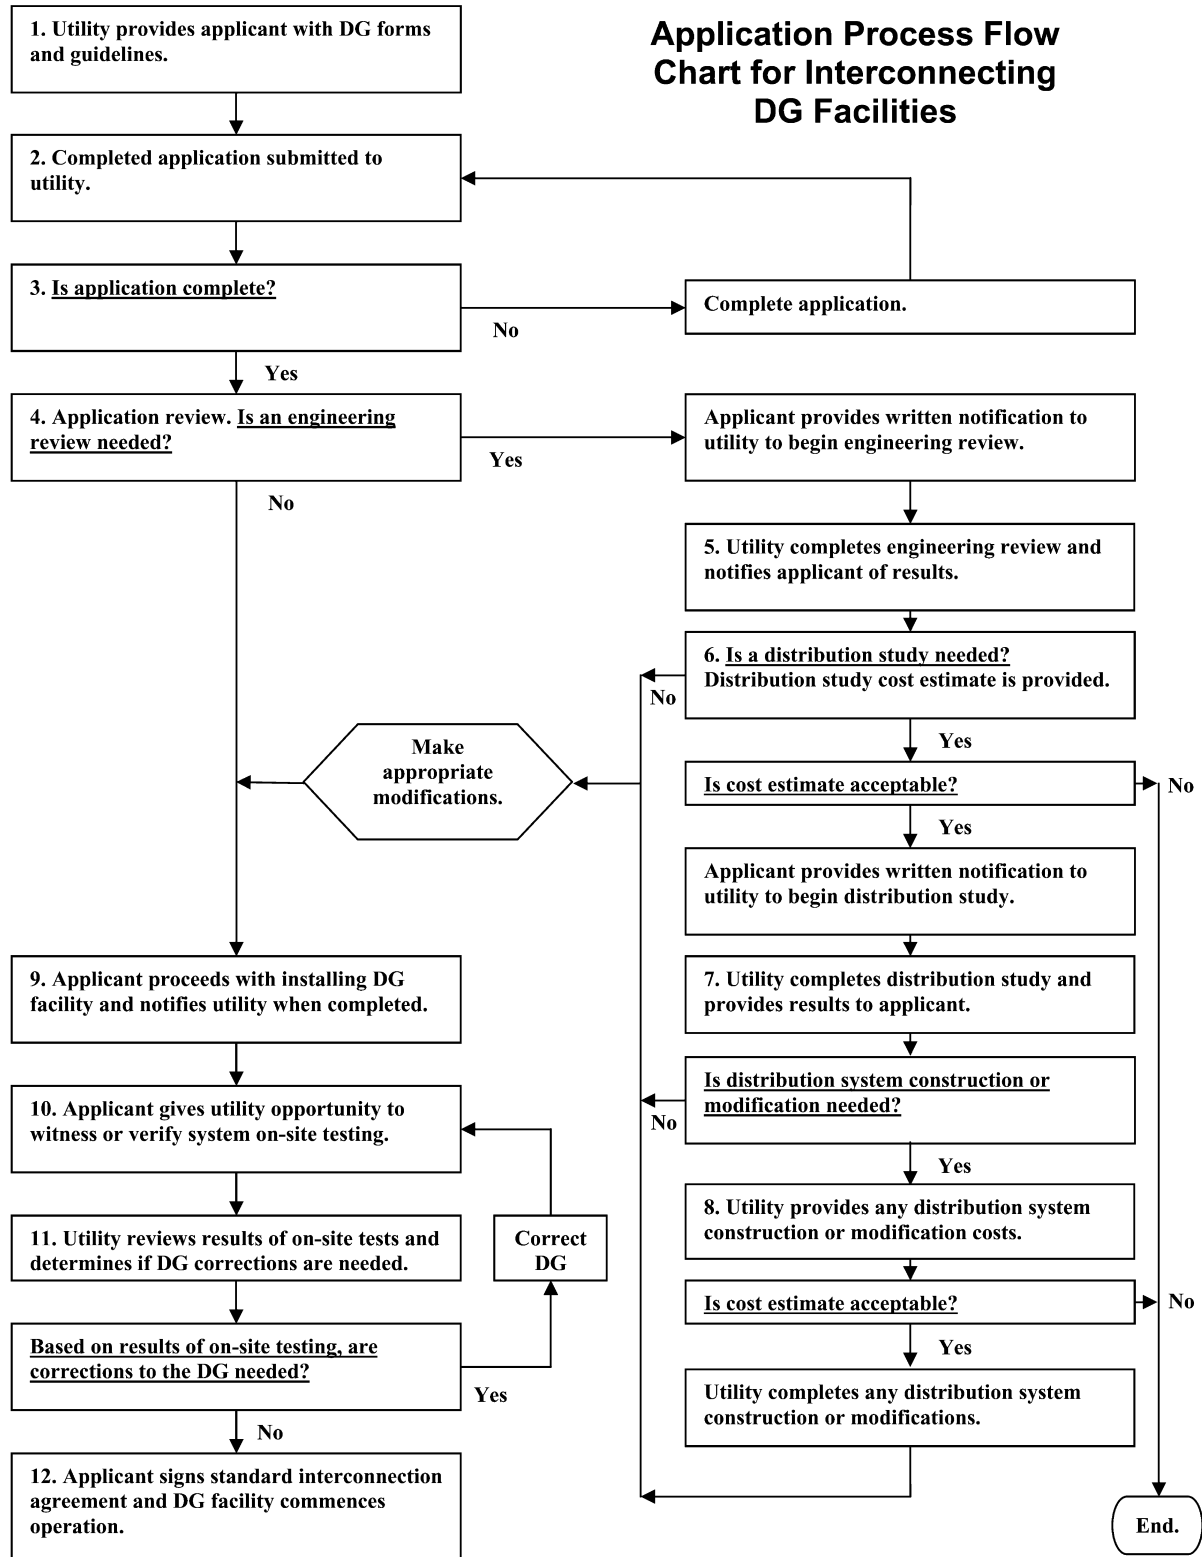 Application Process Flow
Chart for Interconnecting
DG Facilities
1. Utility provides applicant with DG forms
and guidelines.
2. Completed application submitted to
utility.
3. Is application complete?
No
Complete application.
Yes
4. Application review. Is an engineering
review needed?
Yes
No
Applicant provides written notification to
utility to begin engineering review.
5. Utility completes engineering review and
notifies applicant of results.
6. Is a distribution study needed?
Distribution study cost estimate is provided.
No
Yes
Make
appropriate
modifications.
Is cost estimate acceptable?
No
Yes
Applicant provides written notification to
utility to begin distribution study.
7. Utility completes distribution study and
provides results to applicant.
Is distribution system construction or
modification needed?
No
Yes
8. Utility provides any distribution system
construction or modification costs.
Is cost estimate acceptable?
No
Yes
Utility completes any distribution system
construction or modifications.
End.
9. Applicant proceeds with installing DG
facility and notifies utility when completed.
10. Applicant gives utility opportunity to
witness or verify system on-site testing.
11. Utility reviews results of on-site tests and
determines if DG corrections are needed.
Correct
DG
Based on results of on-site testing, are
corrections to the DG needed?
Yes
No
12. Applicant signs standard interconnection
agreement and DG facility commences
operation.